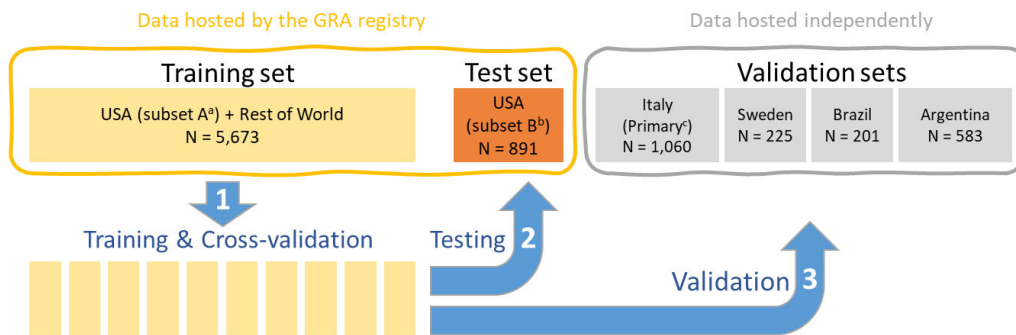 Data hosted by the GRA registry
Data hosted independently
Training set
Test set
Validation sets
USA (subset Aᵃ) + Rest of World
N = 5,673
USA
(subset Bᵇ)
N = 891
Italy
(Primaryᶜ)
N = 1,060
Sweden
N = 225
Brazil
N = 201
Argentina
N = 583
1
Training & Cross-validation
Testing
2
Validation
3